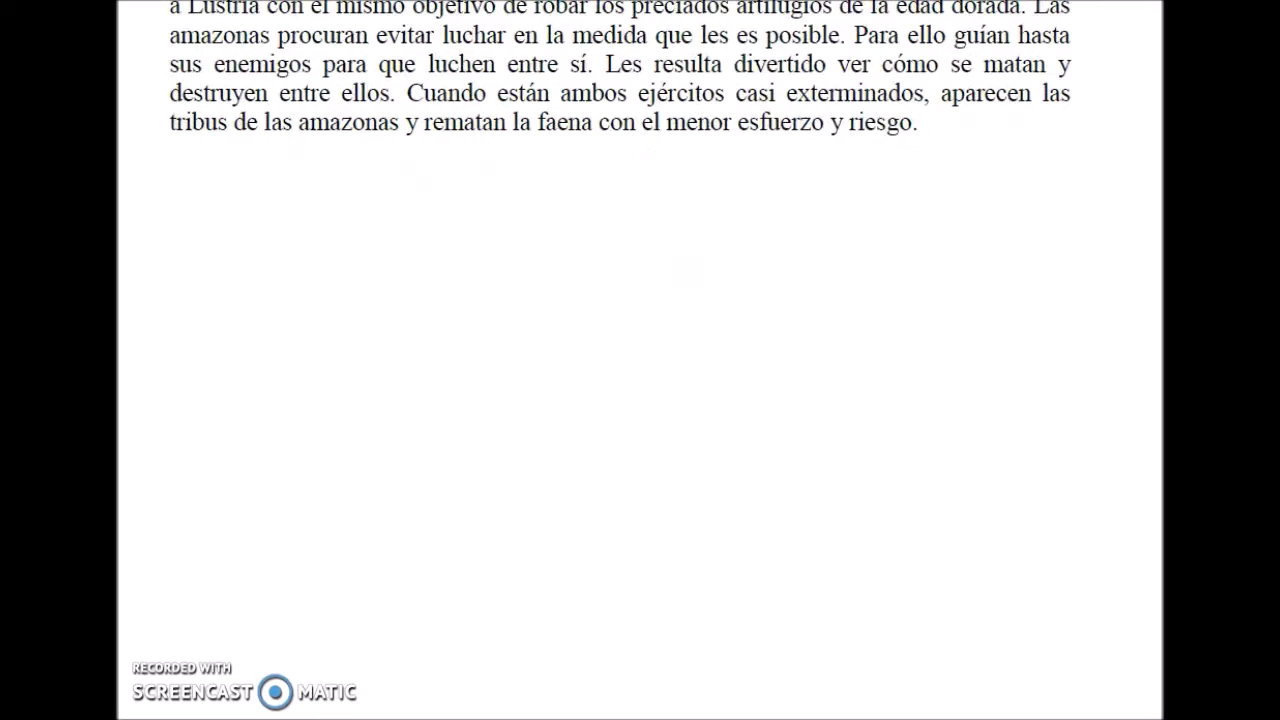 a Lustria con el mismo objetivo de robar los preciados artilugios de la edad dorada. Las
amazonas procuran evitar luchar en la medida que les es posible. Para ello guían hasta
sus enemigos para que luchen entre sí. Les resulta divertido ver cómo se matan y
destruyen entre ellos. Cuando están ambos ejércitos casi exterminados, aparecen las
tribus de las amazonas y rematan la faena con el menor esfuerzo y riesgo.
RECORDED WITH
SCREENCAST MATIC